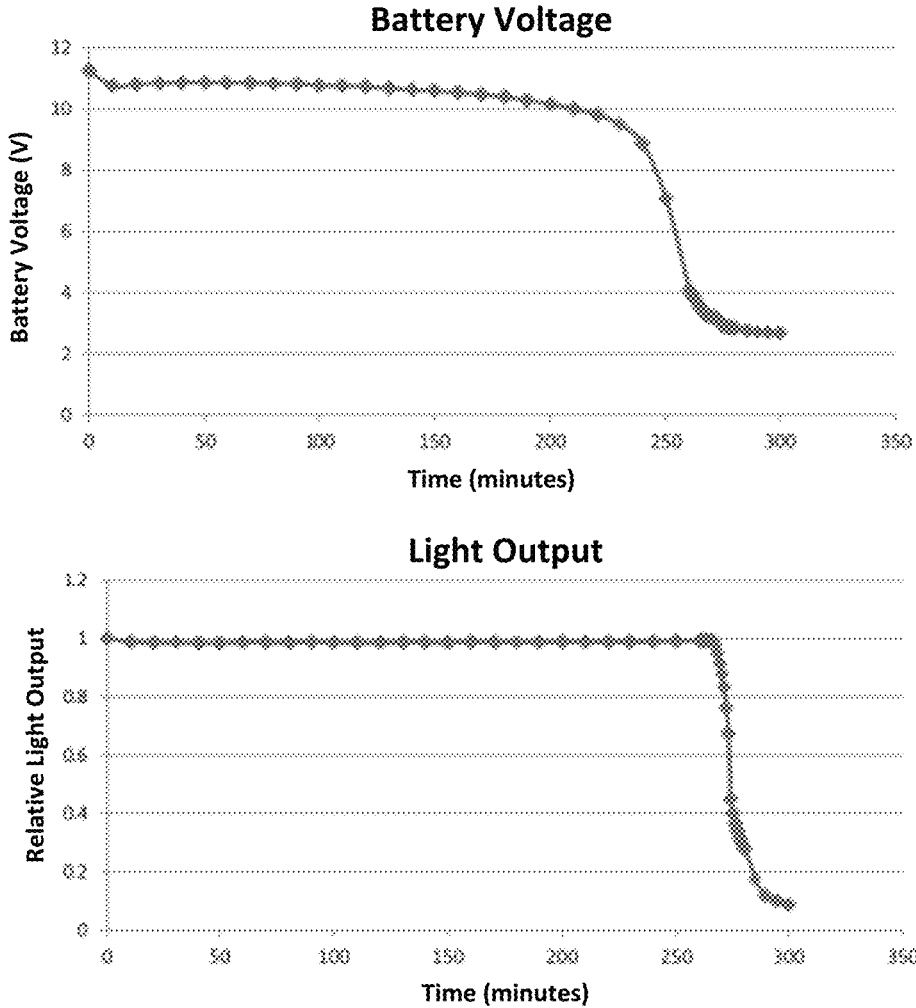 Battery Voltage
12
10
8
6
4
2
0
Battery Voltage (V)
0 50 100 150 200 250 300 350
Time (minutes)
Light Output
1.2
1
0.8
0.6
0.4
0.2
0
Relative Light Output
0 50 100 150 200 250 300 350
Time (minutes)